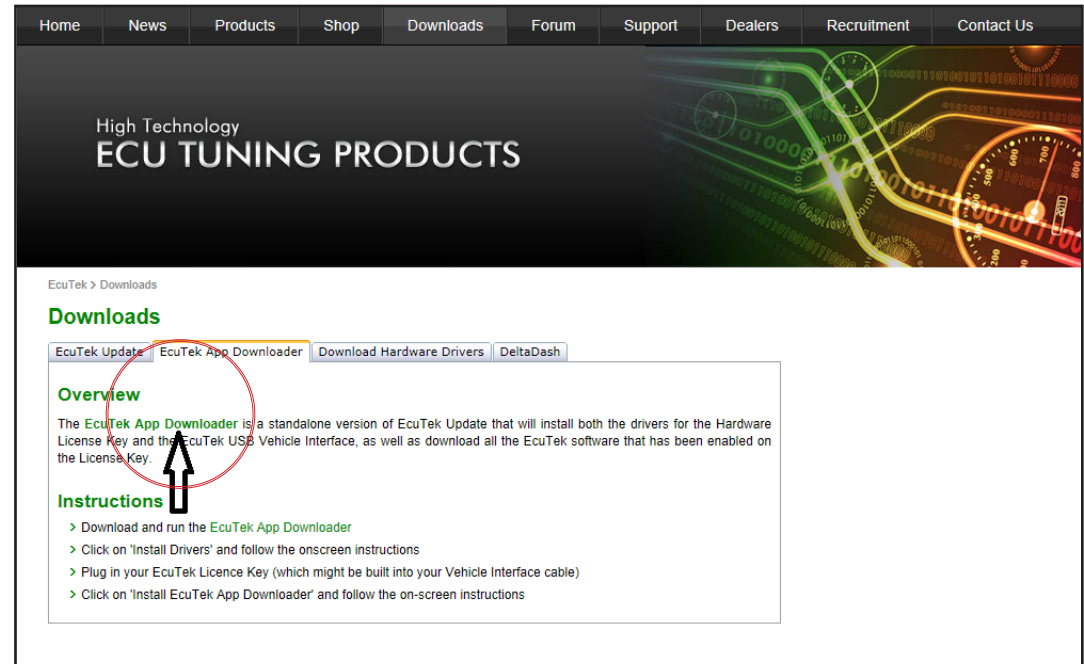 Home News Products Shop Downloads Forum Support Dealers Recruitment Contact Us
High Technology
ECU TUNING PRODUCTS
EcuTek > Downloads
Downloads
EcuTek Update EcuTek App Downloader Download Hardware Drivers DeltaDash
Overview
The EcuTek App Downloader is a standalone version of EcuTek Update that will install both the drivers for the Hardware
License Key and the EcuTek USB Vehicle Interface, as well as download all the EcuTek software that has been enabled on
the License Key.
Instructions
> Download and run the EcuTek App Downloader
> Click on 'Install Drivers' and follow the onscreen instructions
> Plug in your EcuTek Licence Key (which might be built into your Vehicle Interface cable)
> Click on 'Install EcuTek App Downloader' and follow the on-screen instructions